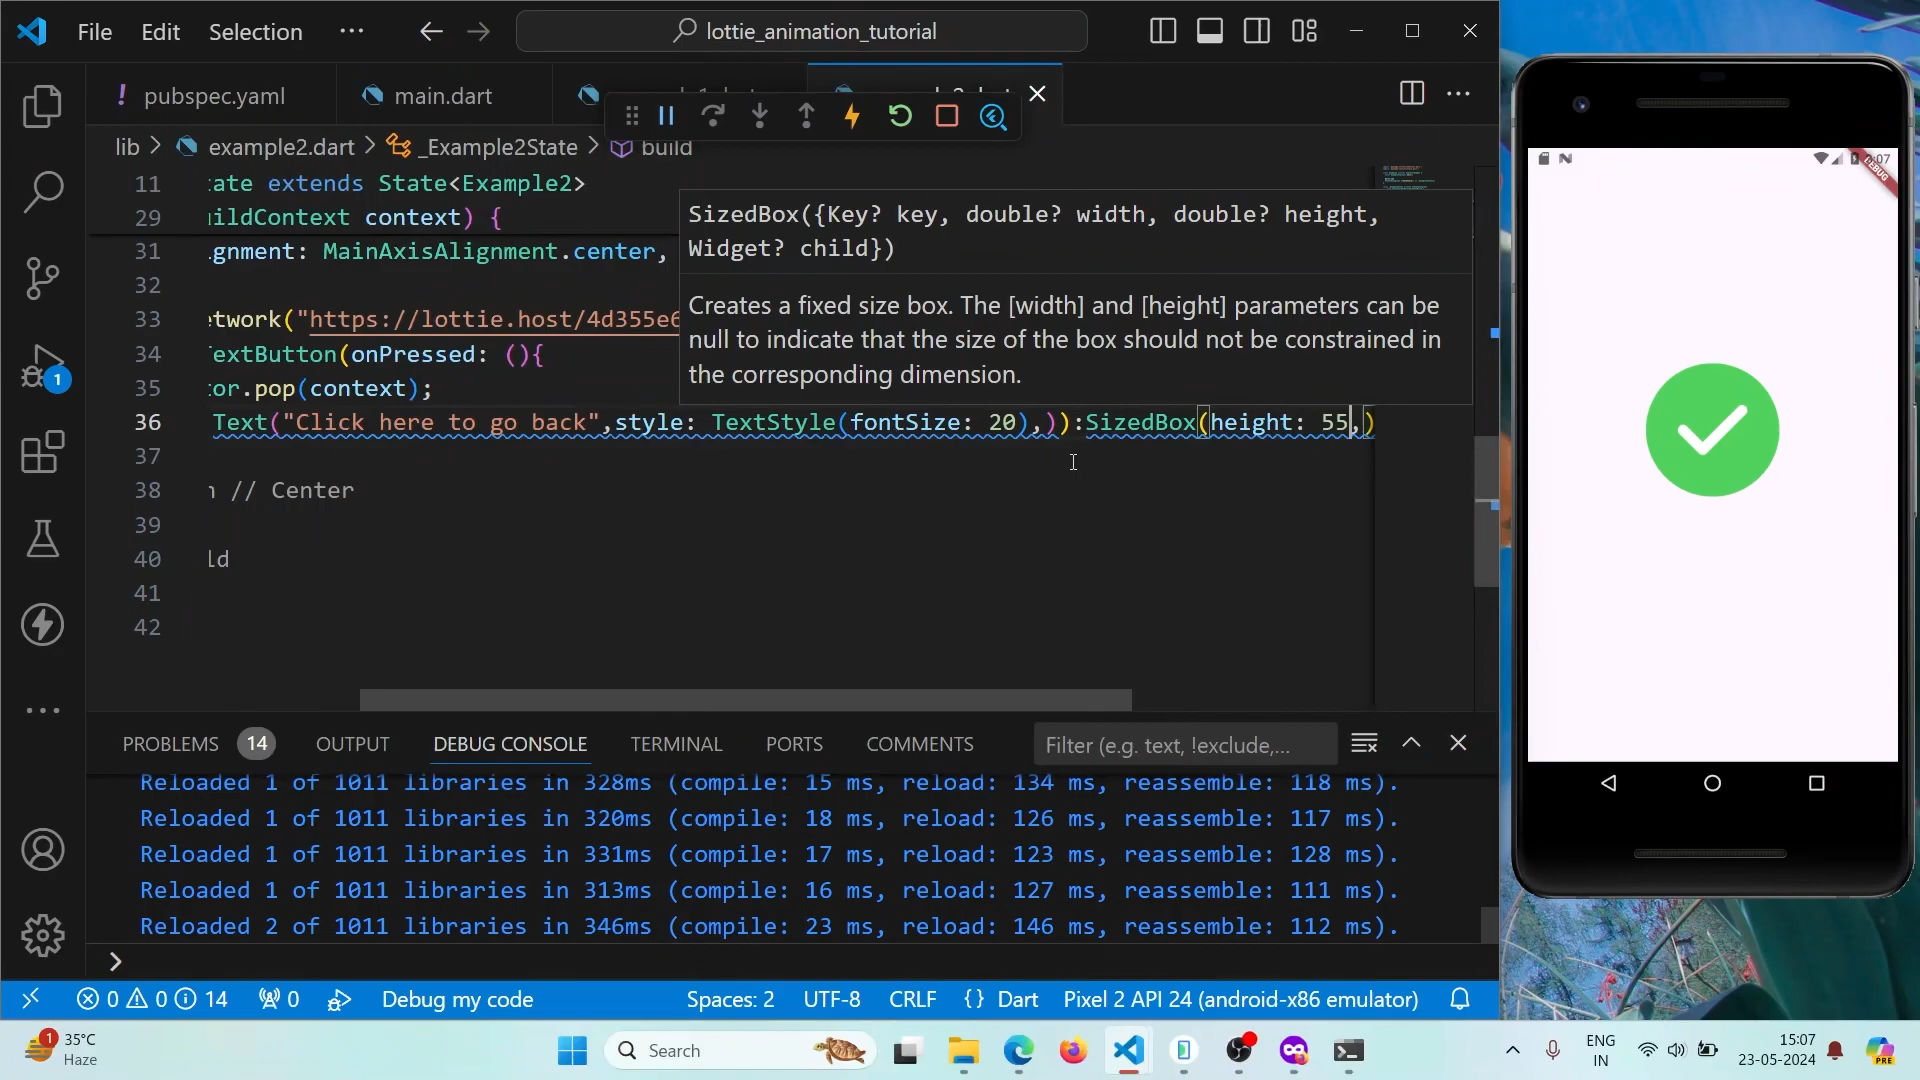 File Edit Selection
lottie_animation_tutorial
! pubspec.yaml
main.dart
lib > example2.dart > _Example2State > build
11 :ate extends State<Example2>
29 ildContext context) {
31 .gnment: MainAxisAlignment.center,
32
33 twork("https://lottie.host/4d355e6
34 extButton(onPressed: (){
35 or.pop(context);
36 Text("Click here to go back",style: TextStyle(fontSize: 20),)):SizedBox(height: 55,)
37
38 // Center
39
40 ld
41
42
SizedBox({Key? key, double? width, double? height,
Widget? child})
Creates a fixed size box. The [width] and [height] parameters can be
null to indicate that the size of the box should not be constrained in
the corresponding dimension.
1
PROBLEMS 14 OUTPUT DEBUG CONSOLE TERMINAL PORTS COMMENTS
Filter (e.g. text, !exclude,...
Reloaded 1 of 1011 libraries in 328ms (compile: 15 ms, reload: 134 ms, reassemble: 118 ms).
Reloaded 1 of 1011 libraries in 320ms (compile: 18 ms, reload: 126 ms, reassemble: 117 ms).
Reloaded 1 of 1011 libraries in 331ms (compile: 17 ms, reload: 123 ms, reassemble: 128 ms).
Reloaded 1 of 1011 libraries in 313ms (compile: 16 ms, reload: 127 ms, reassemble: 111 ms).
Reloaded 2 of 1011 libraries in 346ms (compile: 23 ms, reload: 146 ms, reassemble: 112 ms).
0 0 14 0 Debug my code
Spaces: 2 UTF-8 CRLF {} Dart Pixel 2 API 24 (android-x86 emulator)
DEBUG
1
35°C
Haze
Search
ENG
IN
15:07
23-05-2024
PRE